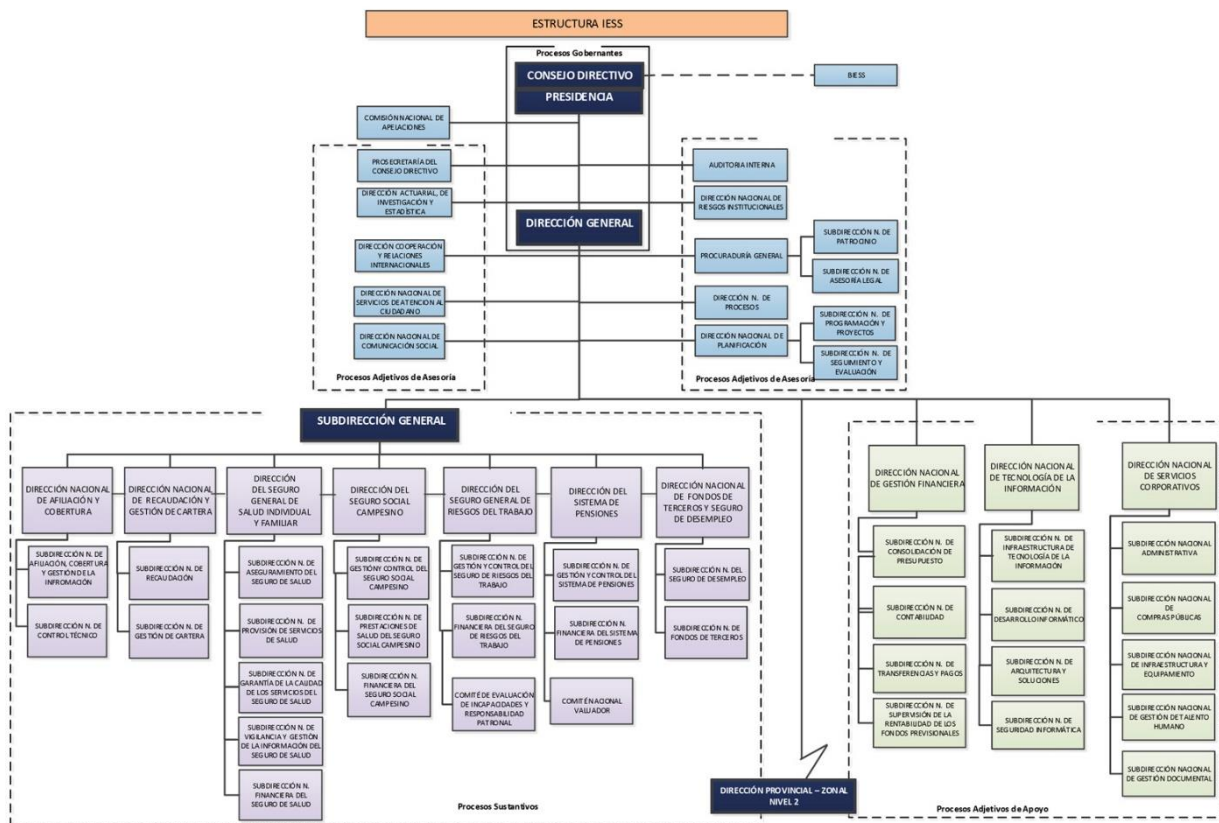 ESTRUCTURA IESS
Procesos Gobernantes
CONSEJO DIRECTIVO
PRESIDENCIA
BIESS
COMISIÓN NACIONAL DE
APELACIONES
PROSECRETARÍA DEL
CONSEJO DIRECTIVO
AUDITORIA INTERNA
DIRECCIÓN ACTUARIAL, DE
INVESTIGACIÓN Y
ESTADÍSTICA
DIRECCIÓN NACIONAL DE
RIESGOS INSTITUCIONALES
DIRECCIÓN GENERAL
DIRECCIÓN COOPERACIÓN
Y RELACIONES
INTERNACIONALES
PROCURADURÍA GENERAL
SUBDIRECCIÓN N. DE
PATROCINIO
SUBDIRECCIÓN N. DE
ASESORÍA LEGAL
DIRECCIÓN NACIONAL DE
SERVICIOS DE ATENCION AL
CIUDADANO
DIRECCIÓN N. DE
PROCESOS
DIRECCIÓN NACIONAL DE
COMUNICACIÓN SOCIAL
DIRECCIÓN NACIONAL DE
PLANIFICACIÓN
SUBDIRECCIÓN N. DE
PROGRAMACIÓN Y
PROYECTOS
SUBDIRECCIÓN N. DE
SEGUIMIENTO Y
EVALUACIÓN
Procesos Adjetivos de Asesoría
Procesos Adjetivos de Asesoría
SUBDIRECCIÓN GENERAL
DIRECCIÓN NACIONAL
DE AFILIACIÓN Y
COBERTURA
SUBDIRECCIÓN N. DE
AFILIACIÓN, COBERTURA
Y GESTIÓN DE LA
INFROMACIÓN
SUBDIRECCIÓN N. DE
CONTROL TÉCNICO
DIRECCIÓN NACIONAL
DE RECAUDACIÓN Y
GESTIÓN DE CARTERA
SUBDIRECCIÓN N. DE
RECAUDACIÓN
SUBDIRECCIÓN N. DE
GESTIÓN DE CARTERA
DIRECCIÓN
DEL SEGURO
GENERAL DE
SALUD INDIVIDUAL
Y FAMILIAR
SUBDIRECCIÓN N. DE
ASEGURAMIENTO DEL
SEGURO DE SALUD
SUBDIRECCIÓN N. DE
PROVISIÓN DE SERVICIOS
DE SALUD
SUBDIRECCIÓN N. DE
GARANTÍA DE LA CALIDAD
DE LOS SERVICIOS DEL
SEGURO DE SALUD
SUBDIRECCIÓN N. DE
VIGILANCIA Y GESTIÓN
DE LA INFORMACIÓN DEL
SEGURO DE SALUD
SUBDIRECCIÓN N.
FINANCIERA DEL
SEGURO DE SALUD
DIRECCIÓN DEL
SEGURO SOCIAL
CAMPESINO
SUBDIRECCIÓN N. DE
GESTIÓN Y CONTROL DEL
SEGURO SOCIAL
CAMPESINO
SUBDIRECCIÓN N. DE
PRESTACIONES DE
SALUD DEL SEGURO
SOCIAL CAMPESINO
SUBDIRECCIÓN N.
FINANCIERA DEL
SEGURO SOCIAL
CAMPESINO
DIRECCIÓN DEL
SEGURO GENERAL DE
RIESGOS DEL TRABAJO
SUBDIRECCIÓN N. DE
GESTIÓN Y CONTROL DEL
SEGURO DE RIESGOS DEL
TRABAJO
SUBDIRECCIÓN
N. FINANCIERA DEL SEGURO
DE RIESGOS DEL
TRABAJO
COMITÉ DE EVALUACIÓN
DE INCAPACIDADES Y
RESPONSABILIDAD
PATRONAL
DIRECCIÓN DEL
SISTEMA DE
PENSIONES
SUBDIRECCIÓN N. DE
GESTIÓN Y CONTROL DEL
SISTEMA DE PENSIONES
SUBDIRECCIÓN
N. FINANCIERA DEL SISTEMA
DE PENSIONES
COMITÉ NACIONAL
VALUADOR
DIRECCIÓN NACIONAL
DE FONDOS DE
TERCEROS Y SEGURO
DE DESEMPLEO
SUBDIRECCIÓN N. DEL
SEGURO DE DESEMPLEO
SUBDIRECCIÓN N. DE
FONDOS DE TERCEROS
Procesos Sustantivos
DIRECCIÓN PROVINCIAL – ZONAL
NIVEL 2
DIRECCIÓN NACIONAL
DE GESTIÓN FINANCIERA
SUBDIRECCIÓN N. DE
CONSOLIDACIÓN DE
PRESUPUESTO
SUBDIRECCIÓN N. DE
CONTABILIDAD
SUBDIRECCIÓN N. DE
TRANSFERENCIAS Y PAGOS
SUBDIRECCIÓN N. DE
SUPERVISIÓN DE LA
RENTABILIDAD DE LOS
FONDOS PREVISIONALES
DIRECCIÓN NACIONAL
DE TECNOLOGÍA DE LA
INFORMACIÓN
SUBDIRECCIÓN N. DE
INFRAESTRUCTURA DE
TECNOLOGÍA DE LA
INFORMACIÓN
SUBDIRECCIÓN N. DE
DESARROLLO INFORMÁTICO
SUBDIRECCIÓN N. DE
ARQUITECTURA Y
SOLUCIONES
SUBDIRECCIÓN N. DE
SEGURIDAD INFORMÁTICA
DIRECCIÓN NACIONAL
DE SERVICIOS
CORPORATIVOS
SUBDIRECCIÓN NACIONAL
ADMINISTRATIVA
SUBDIRECCIÓN NACIONAL
DE
COMPRAS PÚBLICAS
SUBDIRECCIÓN NACIONAL
DE INFRAESTRUCTURA Y
EQUIPAMIENTO
SUBDIRECCIÓN NACIONAL
DE GESTIÓN DE TALENTO
HUMANO
SUBDIRECCIÓN NACIONAL
DE GESTIÓN DOCUMENTAL
Procesos Adjetivos de Apoyo